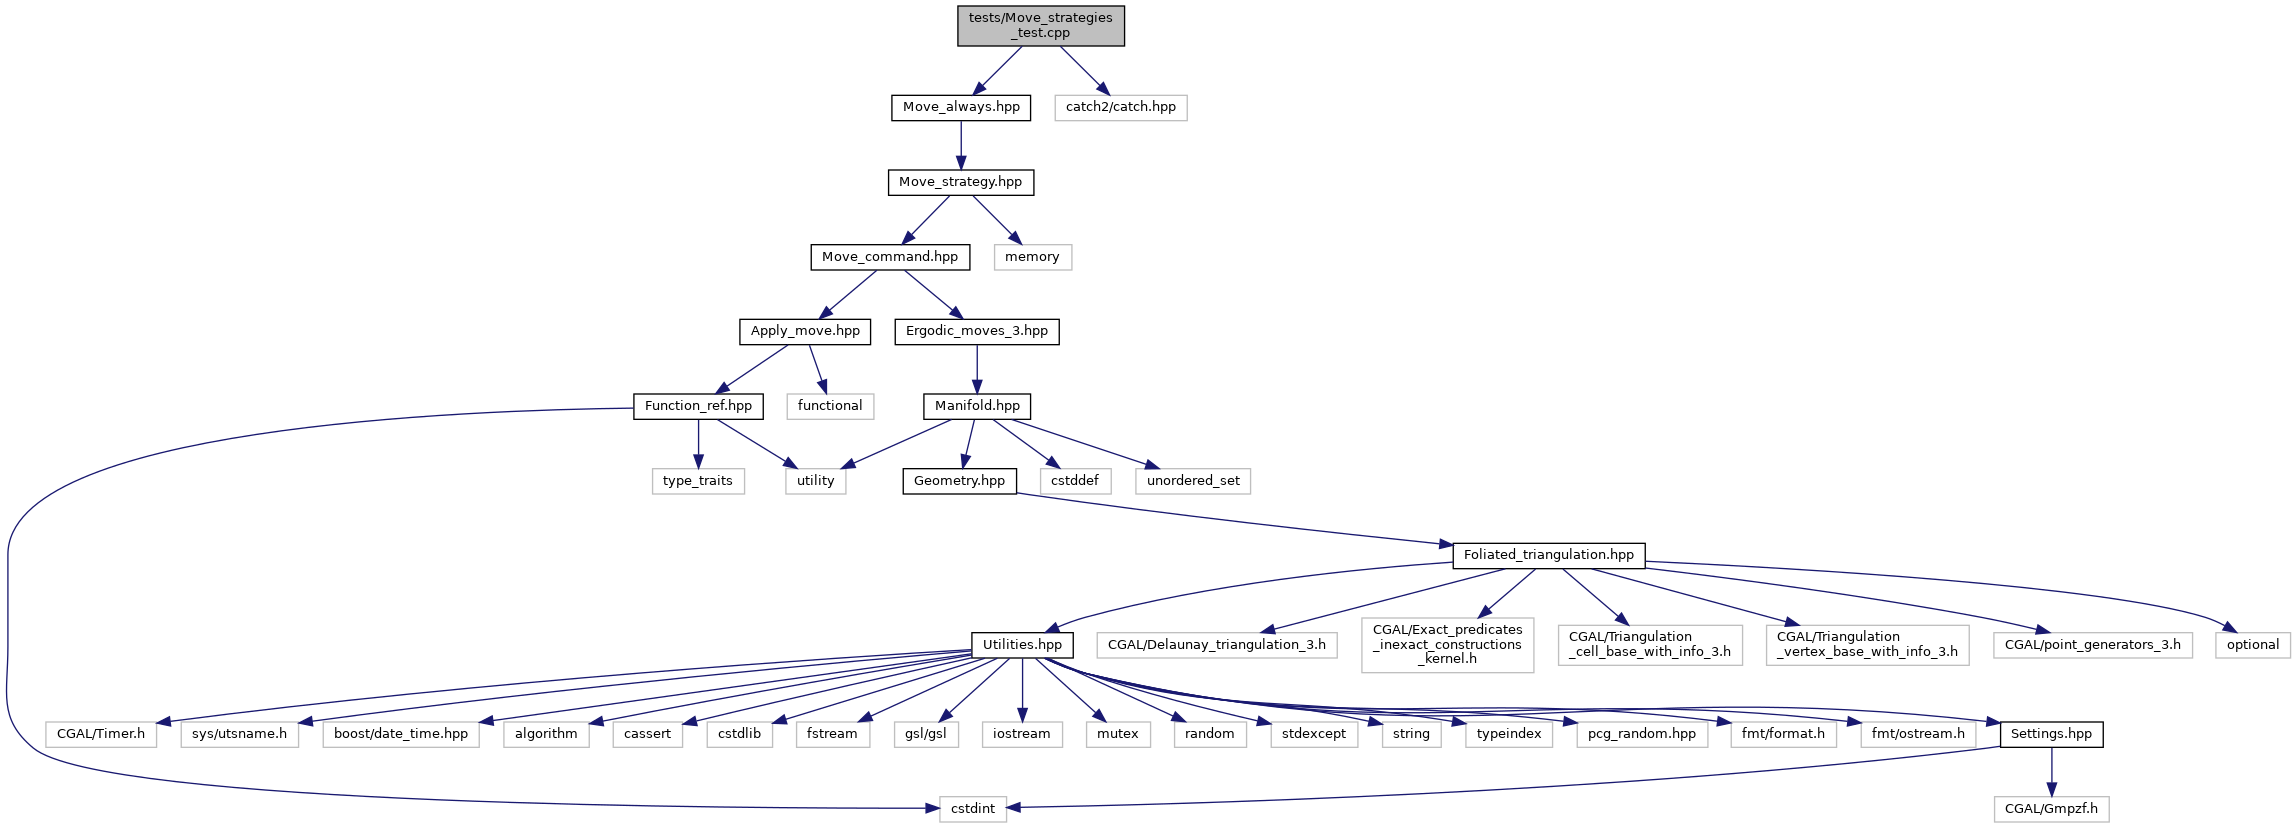 tests/Move_strategies
_test.cpp
Move_always.hpp
catch2/catch.hpp
Move_strategy.hpp
Move_command.hpp
memory
Apply_move.hpp
Ergodic_moves_3.hpp
Function_ref.hpp
functional
Manifold.hpp
type_traits
utility
Geometry.hpp
cstddef
unordered_set
Foliated_triangulation.hpp
Utilities.hpp
CGAL/Delaunay_triangulation_3.h
CGAL/Exact_predicates
_inexact_constructions
_kernel.h
CGAL/Triangulation
_cell_base_with_info_3.h
CGAL/Triangulation
_vertex_base_with_info_3.h
CGAL/point_generators_3.h
optional
CGAL/Timer.h
sys/utsname.h
boost/date_time.hpp
algorithm
cassert
cstdlib
fstream
gsl/gsl
iostream
mutex
random
stdexcept
string
typeindex
pcg_random.hpp
fmt/format.h
fmt/ostream.h
Settings.hpp
cstdint
CGAL/Gmpzf.h